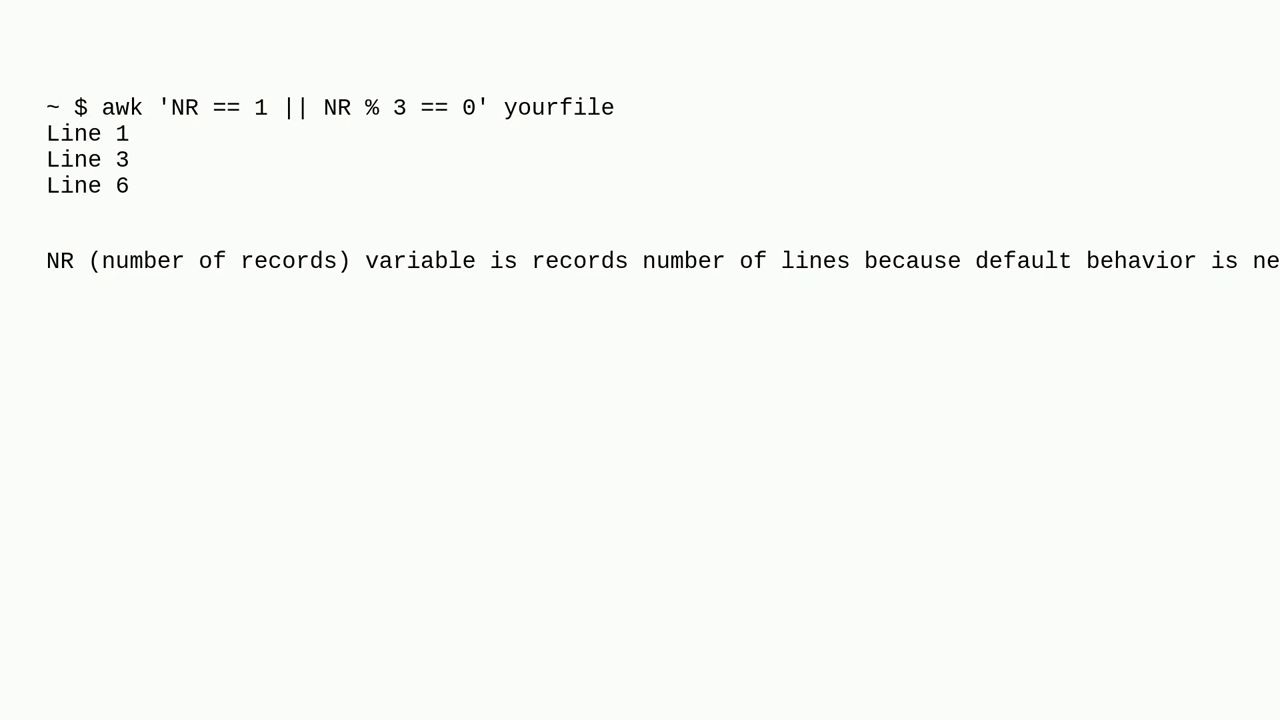 ~ $ awk 'NR == 1 || NR % 3 == 0' yourfile
Line 1
Line 3
Line 6
NR (number of records) variable is records number of lines because default behavior is ne